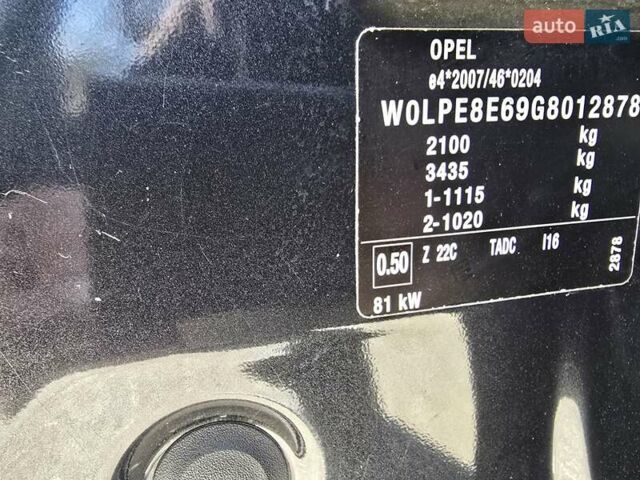 auto RIA.com
OPEL
e4*2007/46*0204
W0LPE8E69G8012878
2100 kg
3435 kg
1-1115 kg
2-1020 kg
0.50 Z 22C TADC I16 2878
81 kW